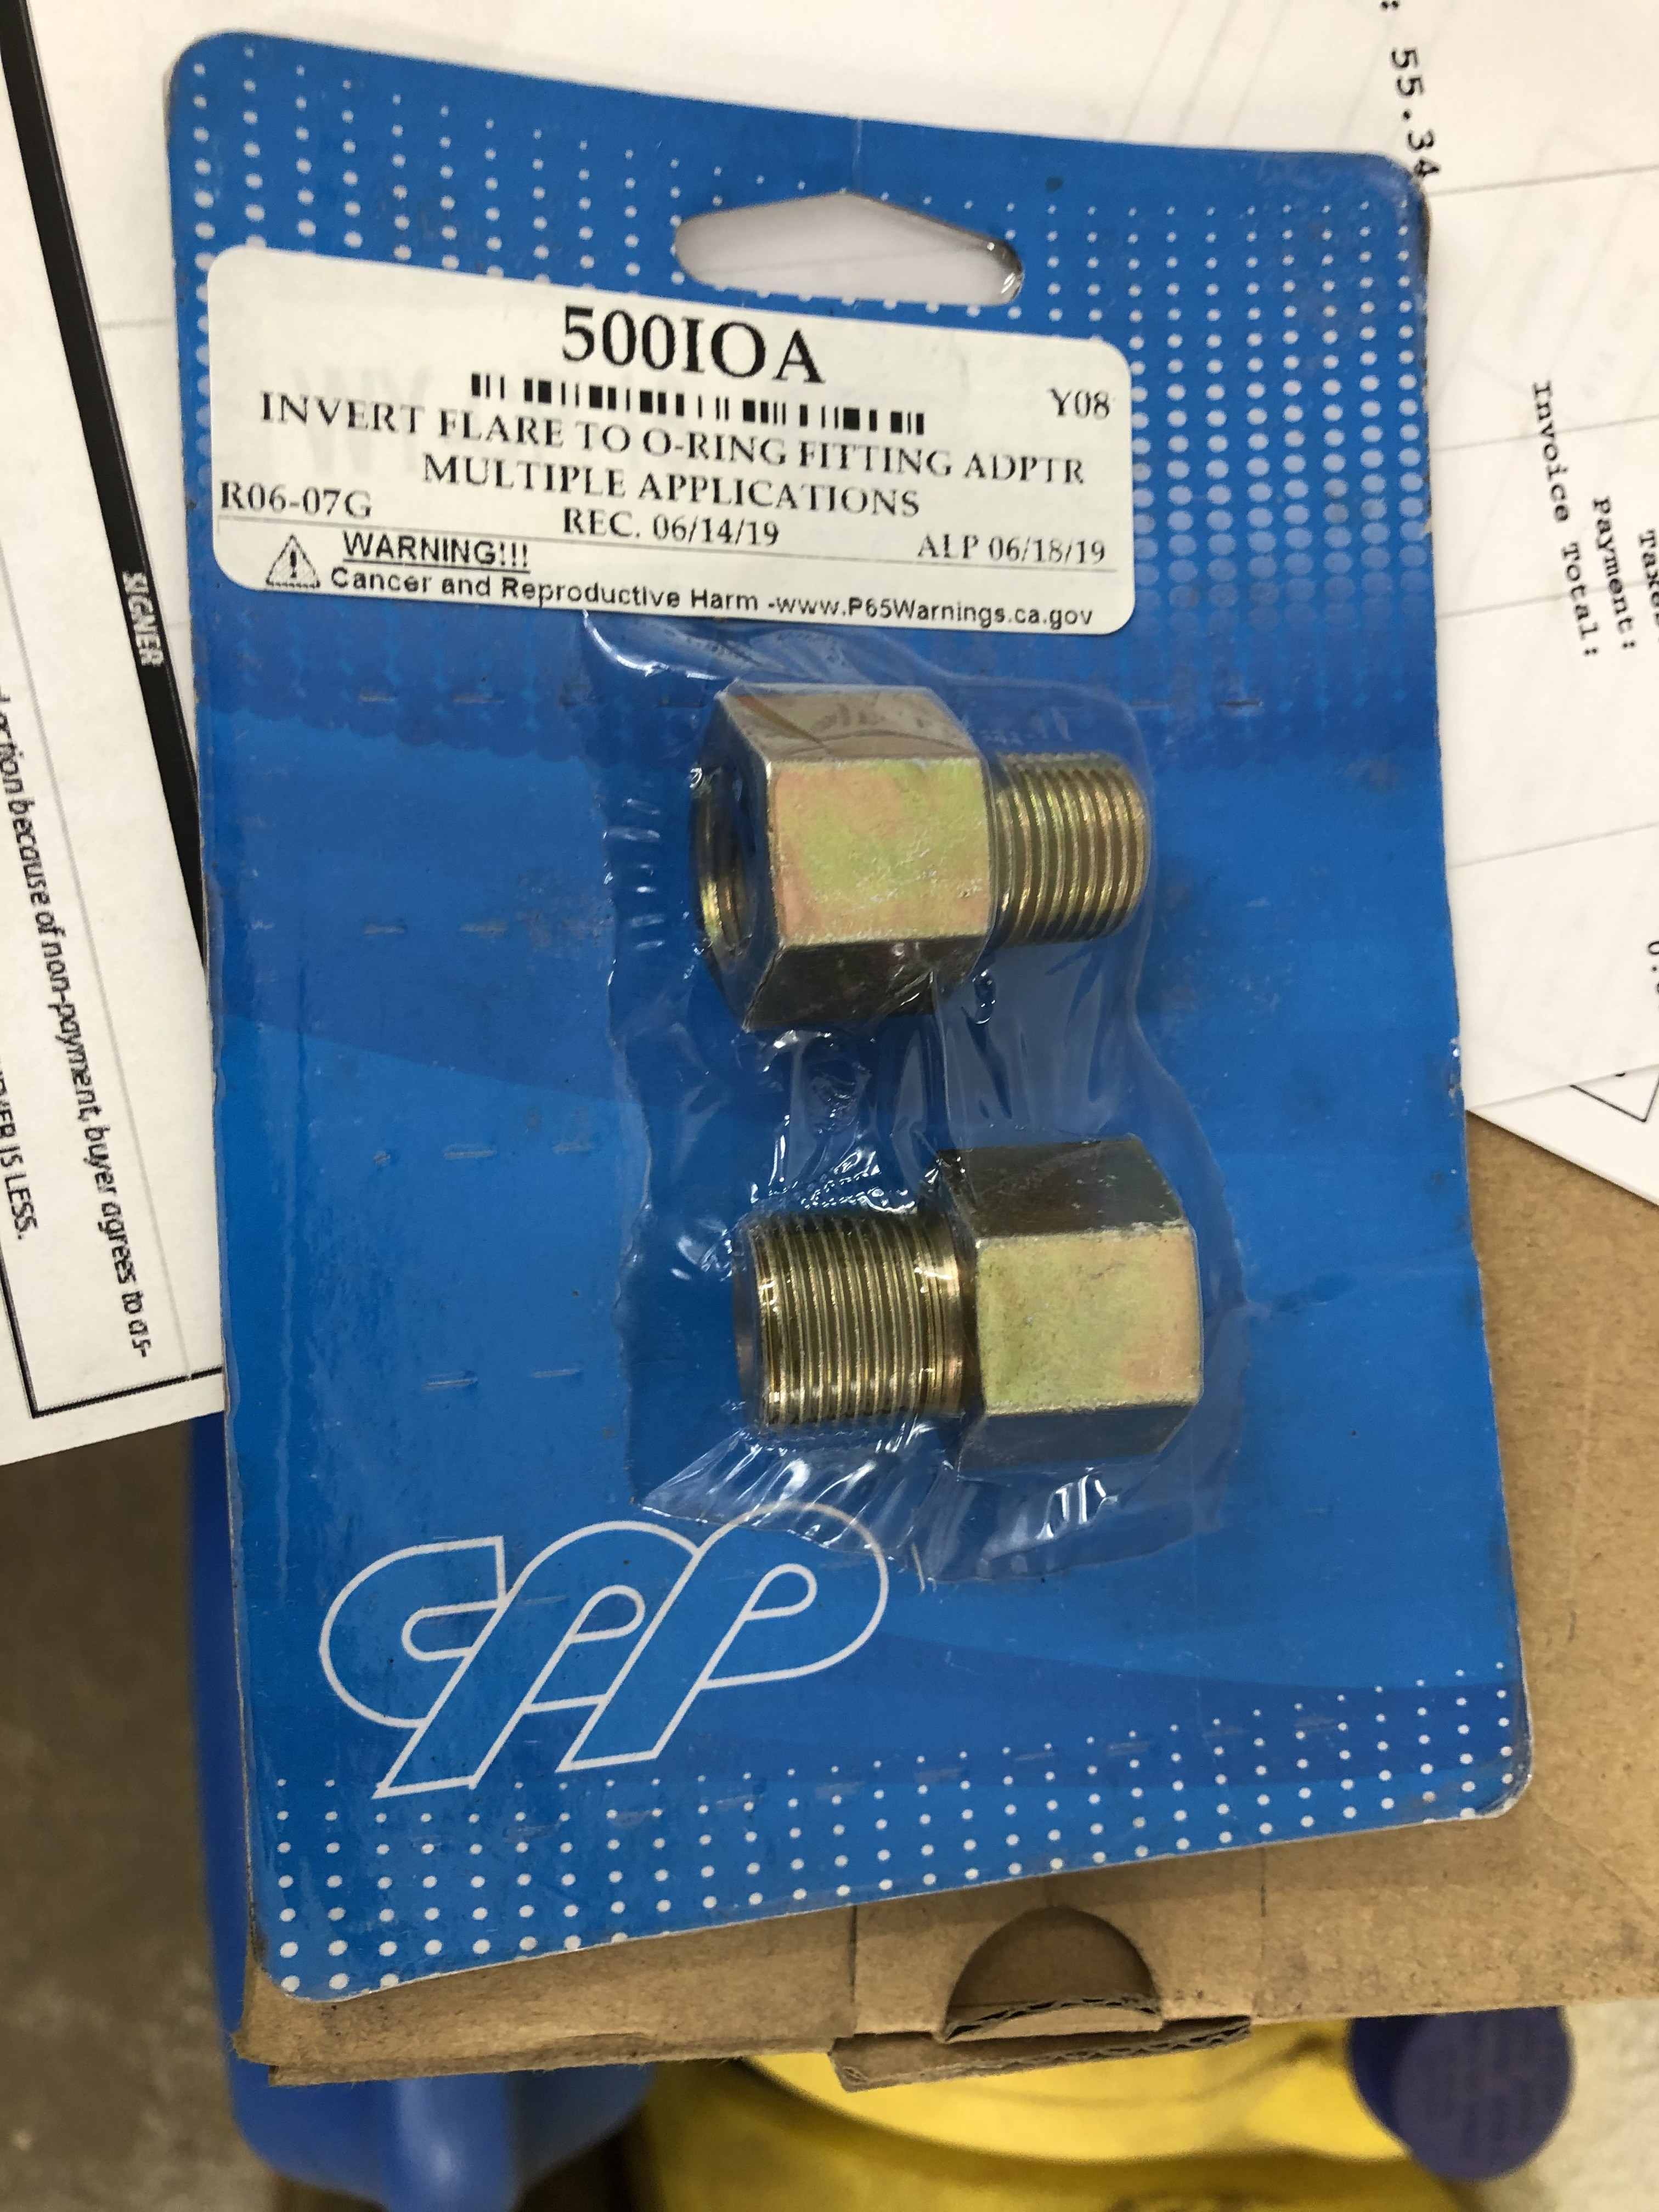 500IOA
Y08
INVERT FLARE TO O-RING FITTING ADPTR
MULTIPLE APPLICATIONS
R06-07G
REC. 06/14/19
ALP 06/18/19
WARNING!!!
Cancer and Reproductive Harm -www.P65Warnings.ca.gov
CPP
: 55.34
Payment:
Invoice Total:
SIGNER
because of non-payment, buyer agrees to as-
IS LESS.